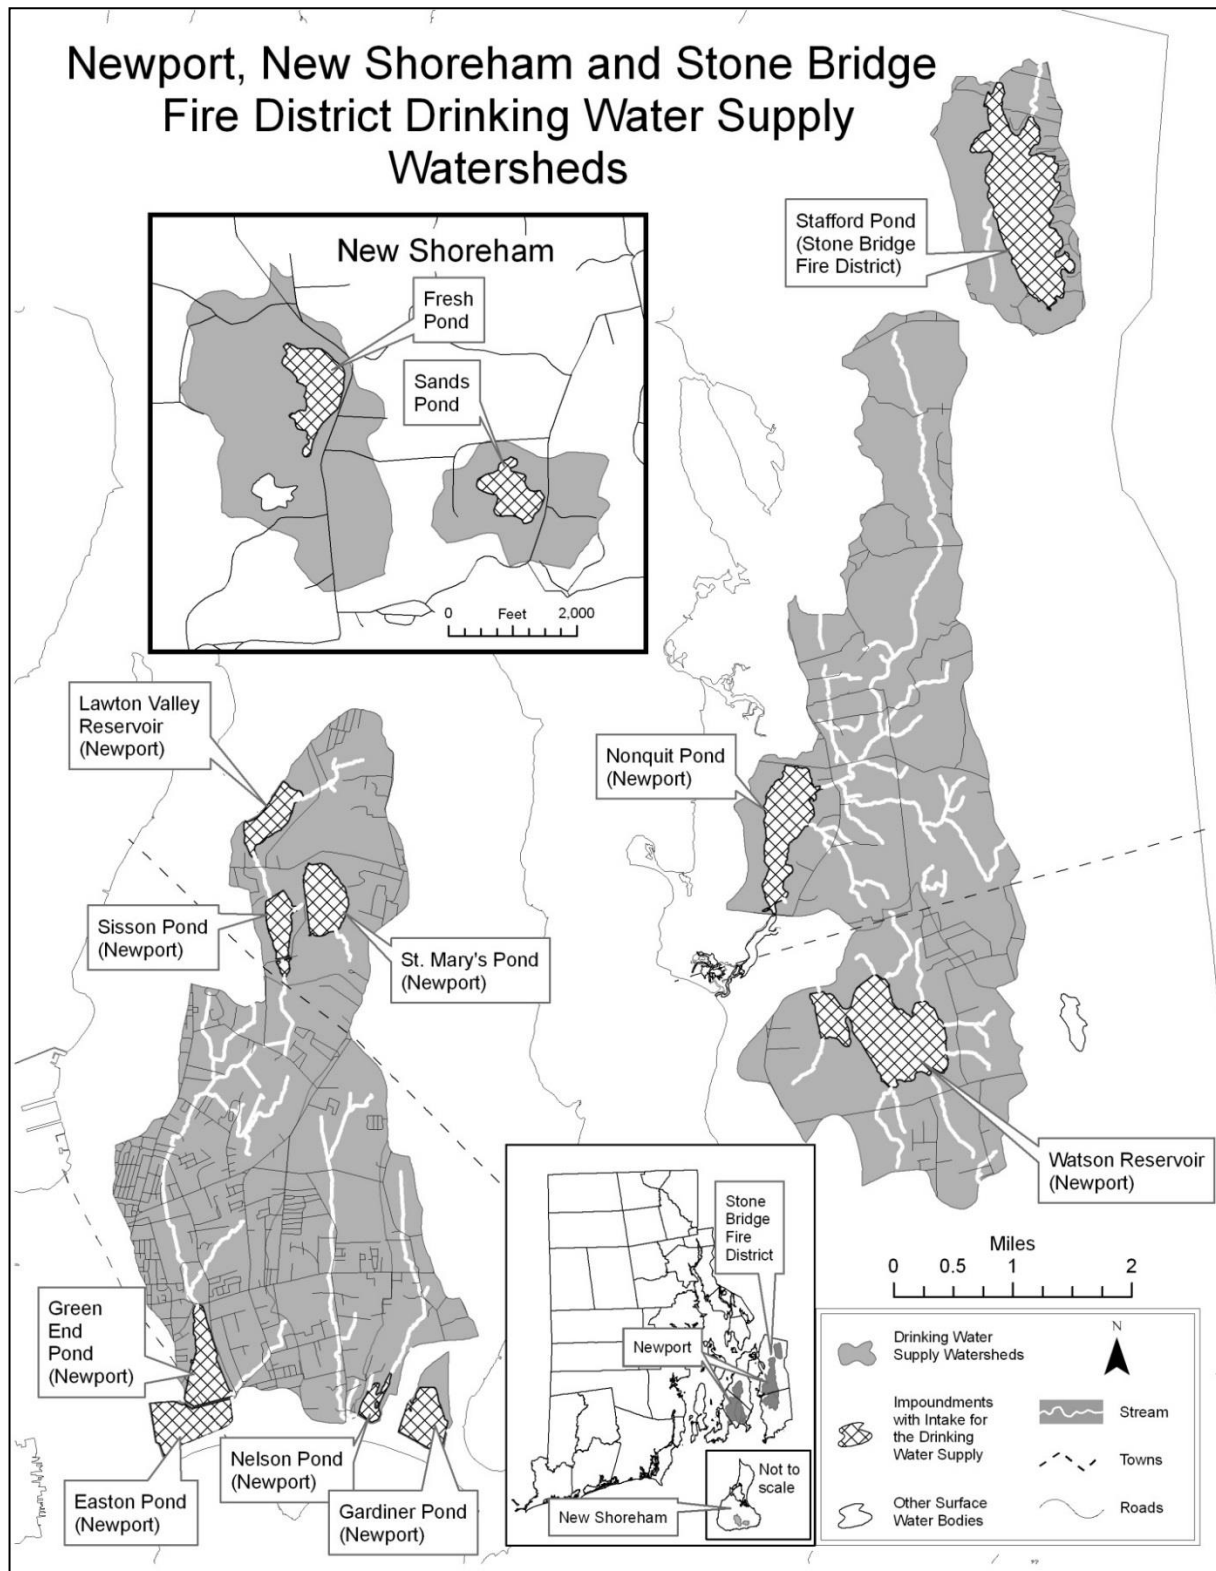 Newport, New Shoreham and Stone Bridge
Fire District Drinking Water Supply
Watersheds
Stafford Pond
(Stone Bridge
Fire District)
New Shoreham
Fresh
Pond
Sands
Pond
0 Feet 2,000
Lawton Valley
Reservoir
(Newport)
Nonquit Pond
(Newport)
Sisson Pond
(Newport)
St. Mary's Pond
(Newport)
Watson Reservoir
(Newport)
Green
End
Pond
(Newport)
Nelson Pond
(Newport)
Easton Pond
(Newport)
Gardiner Pond
(Newport)
Stone
Bridge
Fire
District
Newport
Not to
scale
New Shoreham
Miles
0 0.5 1 2
Drinking Water
Supply Watersheds
N
Impoundments
with Intake for
the Drinking
Water Supply
Stream
Towns
Other Surface
Water Bodies
Roads